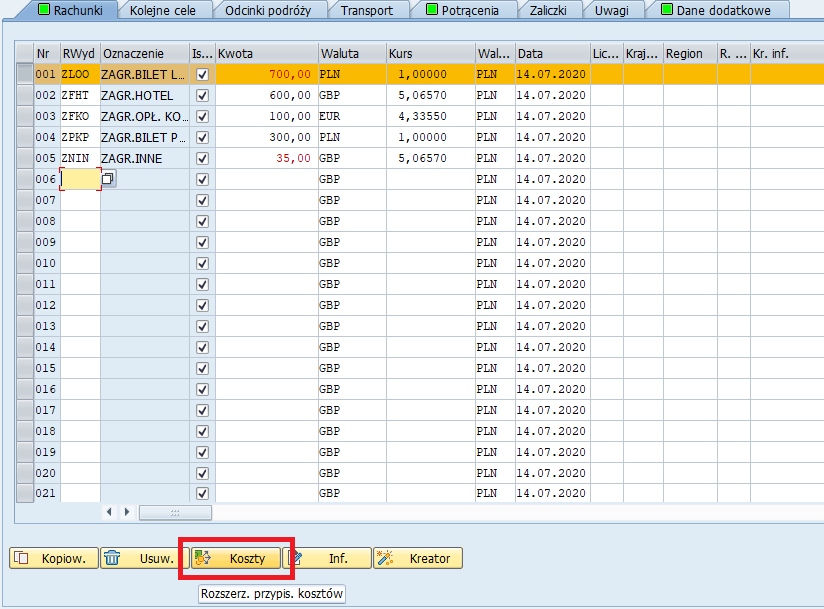 Rachunki Kolejne cele Odcinki podróży Transport Potrącenia Zaliczki Uwagi Dane dodatkowe
Nr RWyd Oznaczenie Is... Kwota Waluta Kurs Wal... Data Lic... Kraj... Region R. ... Kr. inf.
001 ZLOO ZAGR.BILET L... 700,00 PLN 1,00000 PLN 14.07.2020
002 ZFHT ZAGR.HOTEL 600,00 GBP 5,06570 PLN 14.07.2020
003 ZFKO ZAGR.OPŁ. KO... 100,00 EUR 4,33550 PLN 14.07.2020
004 ZPKP ZAGR.BILET P... 300,00 PLN 1,00000 PLN 14.07.2020
005 ZNIN ZAGR.INNE 35,00 GBP 5,06570 PLN 14.07.2020
006 GBP PLN 14.07.2020
007 GBP PLN 14.07.2020
008 GBP PLN 14.07.2020
009 GBP PLN 14.07.2020
010 GBP PLN 14.07.2020
011 GBP PLN 14.07.2020
012 GBP PLN 14.07.2020
013 GBP PLN 14.07.2020
014 GBP PLN 14.07.2020
015 GBP PLN 14.07.2020
016 GBP PLN 14.07.2020
017 GBP PLN 14.07.2020
018 GBP PLN 14.07.2020
019 GBP PLN 14.07.2020
020 GBP PLN 14.07.2020
021 GBP PLN 14.07.2020
Kopiow. Usuw. Koszty Inf. Kreator
Rozszerz. przypis. kosztów